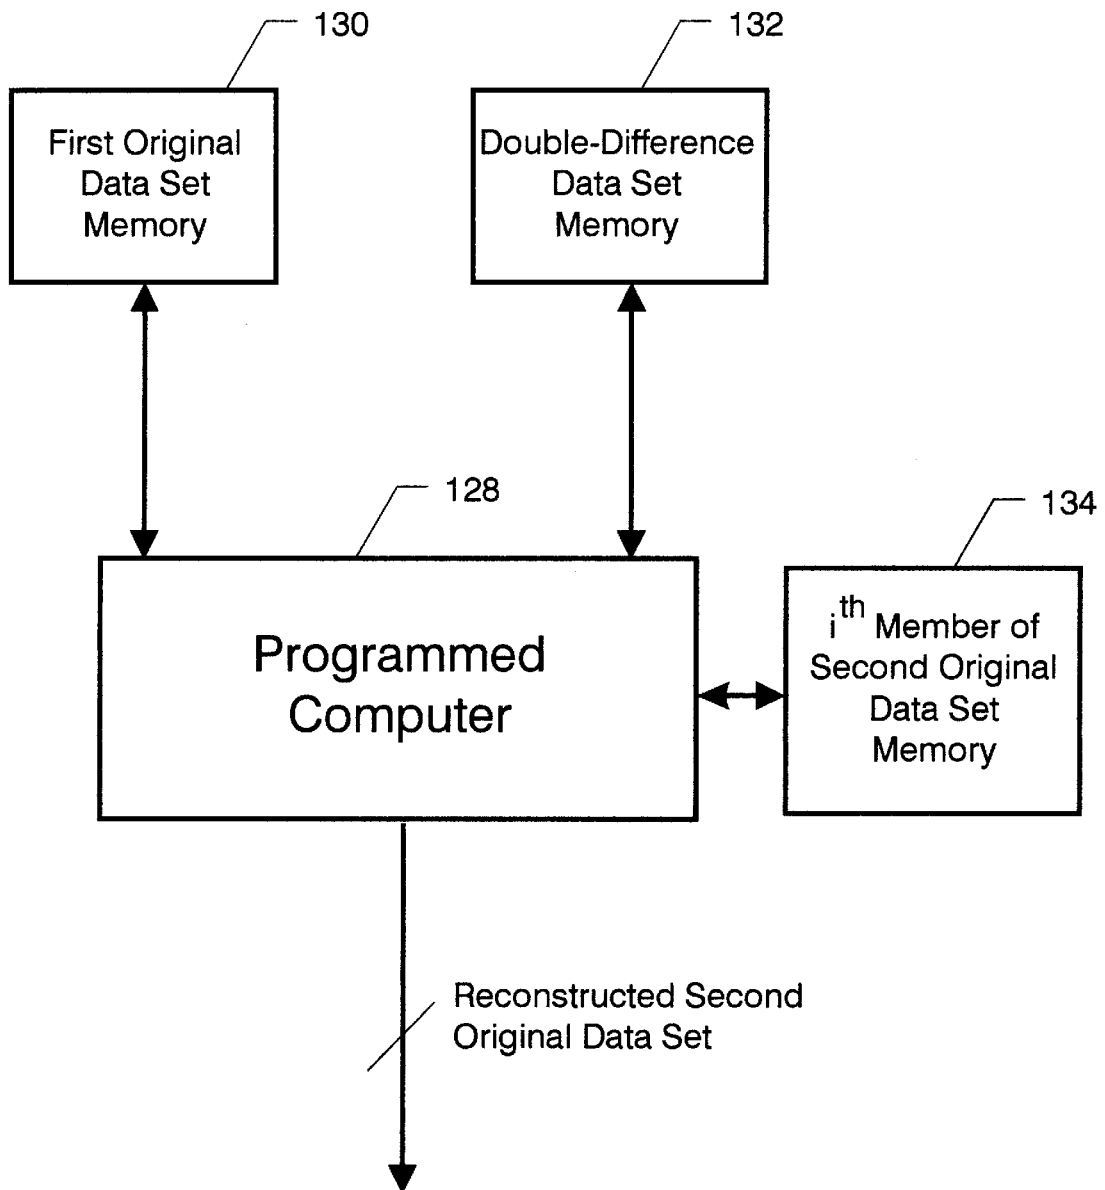 130
132
First Original
Data Set
Memory
Double-Difference
Data Set
Memory
128
134
Programmed
Computer
ith Member of
Second Original
Data Set
Memory
Reconstructed Second
Original Data Set